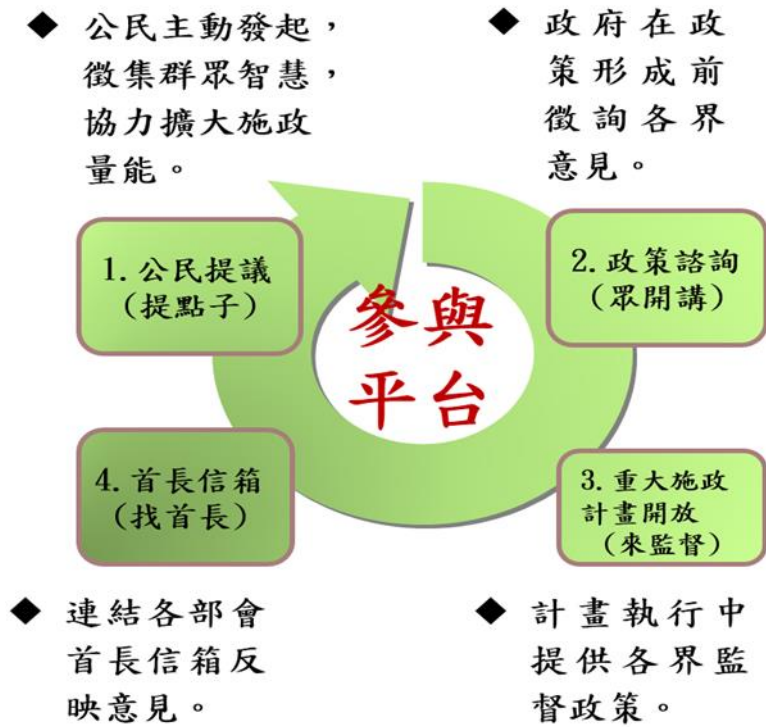 ◆ 公民主動發起，
徵集群眾智慧，
協力擴大施政
量能。
◆ 政府在政
策形成前
徵詢各界
意見。
1.公民提議
（提點子）
2.政策諮詢
（眾開講）
參與
平台
4.首長信箱
（找首長）
3.重大施政
計畫開放
（來監督）
◆ 連結各部會
首長信箱反
映意見。
◆ 計畫執行中
提供各界監
督政策。